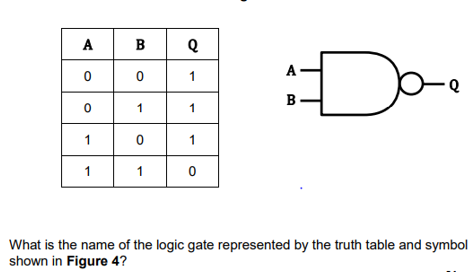 A B Q
0 0 1
0 1 1
1 0 1
1 1 0
A
B
Q
What is the name of the logic gate represented by the truth table and symbol
shown in Figure 4?